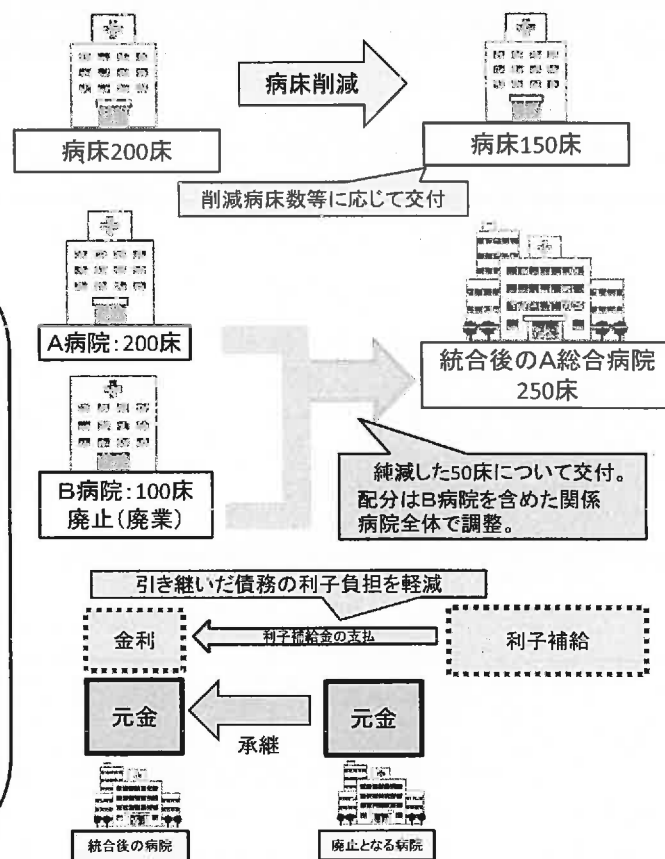 病床削減
病床200床
病床150床
削減病床数等に応じて交付
A病院:200床
B病院:100床
廃止(廃業)
統合後のA総合病院
250床
純減した50床について交付。
配分はB病院を含めた関係
病院全体で調整。
引き継いだ債務の利子負担を軽減
金利
利子補給金の支払
利子補給
元金
承継
元金
統合後の病院
廃止となる病院